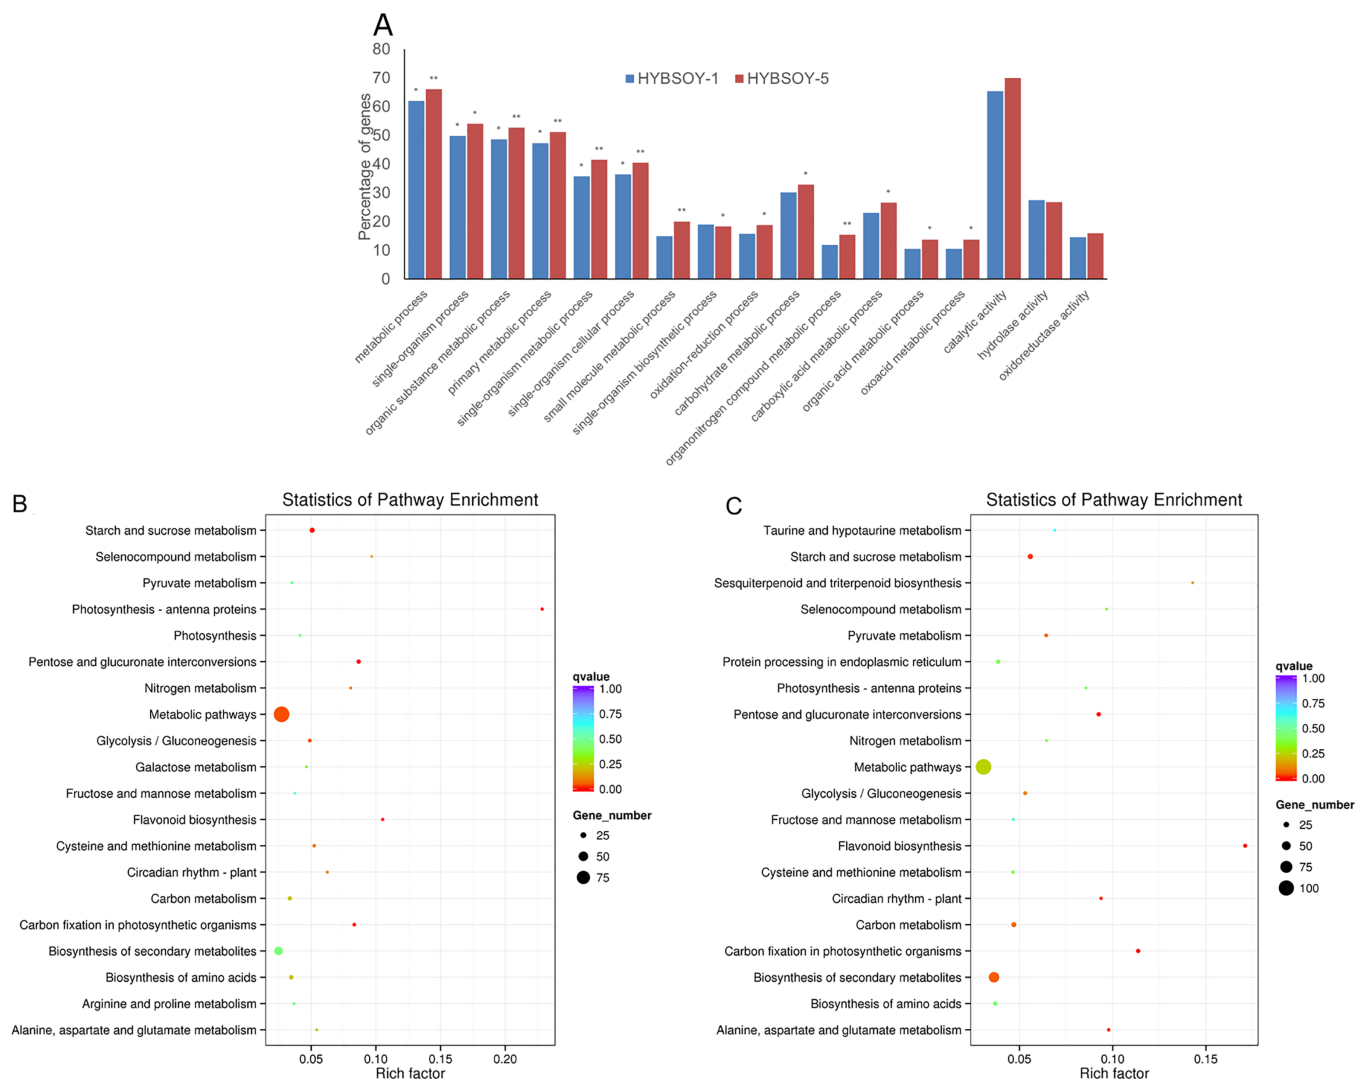 A
80
70
60
50
40
30
20
10
0
Percentage of genes
HYBSOY-1 HYBSOY-5
* ** * * * ** * ** * ** * ** ** * * * ** * * *
metabolic process
single-organism process
organic substance metabolic process
primary metabolic process
single-organism metabolic process
single-organism cellular process
small molecule metabolic process
single-organism biosynthetic process
oxidation-reduction process
carbohydrate metabolic process
organonitrogen compound metabolic process
carboxylic acid metabolic process
organic acid metabolic process
oxoacid metabolic process
catalytic activity
hydrolase activity
oxidoreductase activity
B
Statistics of Pathway Enrichment
Starch and sucrose metabolism
Selenocompound metabolism
Pyruvate metabolism
Photosynthesis - antenna proteins
Photosynthesis
Pentose and glucuronate interconversions
Nitrogen metabolism
Metabolic pathways
Glycolysis / Gluconeogenesis
Galactose metabolism
Fructose and mannose metabolism
Flavonoid biosynthesis
Cysteine and methionine metabolism
Circadian rhythm - plant
Carbon metabolism
Carbon fixation in photosynthetic organisms
Biosynthesis of secondary metabolites
Biosynthesis of amino acids
Arginine and proline metabolism
Alanine, aspartate and glutamate metabolism
0.05 0.10 0.15 0.20
Rich factor
qvalue
1.00
0.75
0.50
0.25
0.00
Gene_number
25
50
75
C
Statistics of Pathway Enrichment
Taurine and hypotaurine metabolism
Starch and sucrose metabolism
Sesquiterpenoid and triterpenoid biosynthesis
Selenocompound metabolism
Pyruvate metabolism
Protein processing in endoplasmic reticulum
Photosynthesis - antenna proteins
Pentose and glucuronate interconversions
Nitrogen metabolism
Metabolic pathways
Glycolysis / Gluconeogenesis
Fructose and mannose metabolism
Flavonoid biosynthesis
Cysteine and methionine metabolism
Circadian rhythm - plant
Carbon metabolism
Carbon fixation in photosynthetic organisms
Biosynthesis of secondary metabolites
Biosynthesis of amino acids
Alanine, aspartate and glutamate metabolism
0.05 0.10 0.15
Rich factor
qvalue
1.00
0.75
0.50
0.25
0.00
Gene_number
25
50
75
100